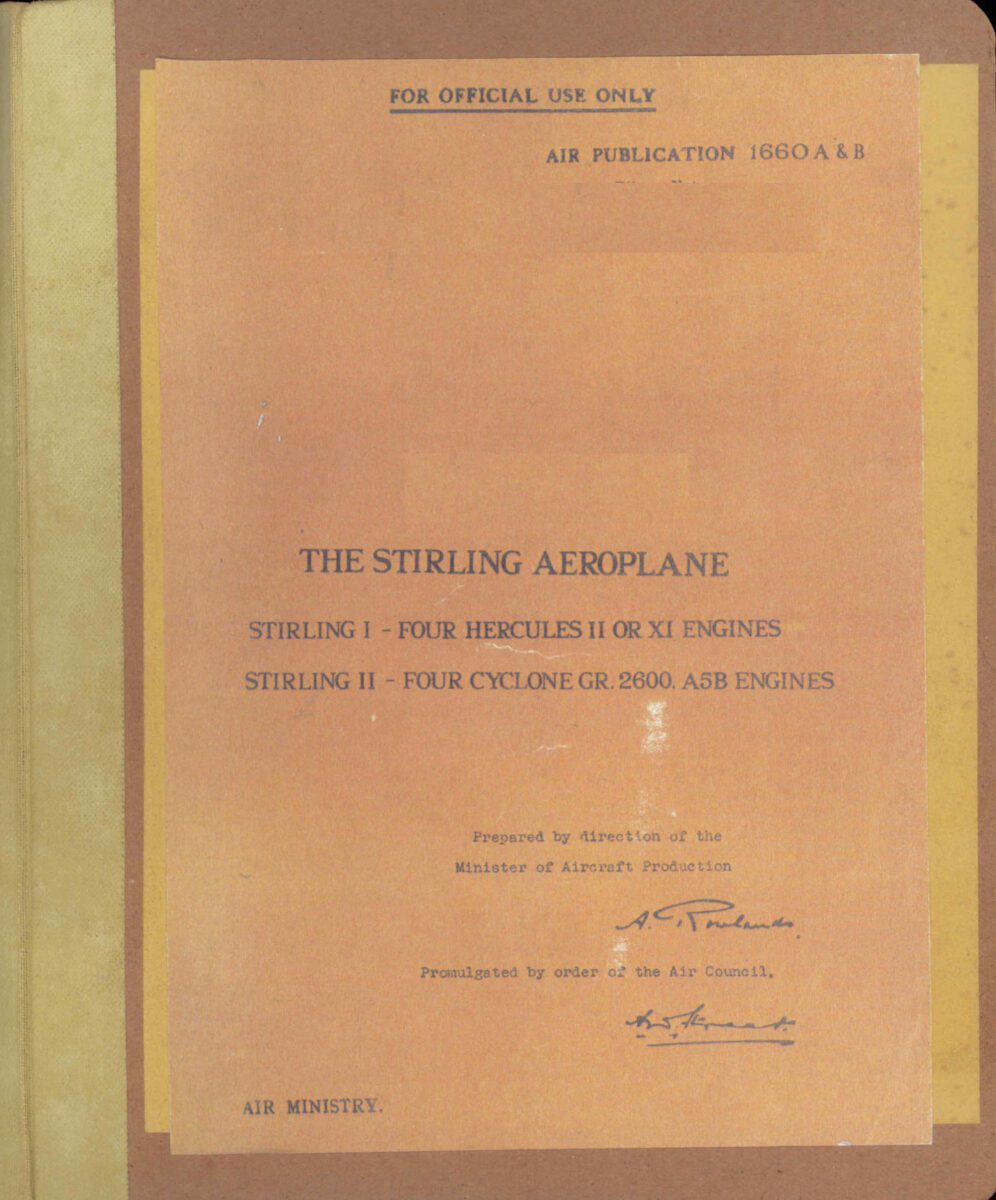 FOR OFFICIAL USE ONLY
AIR PUBLICATION 1660 A & B
THE STIRLING AEROPLANE
STIRLING I - FOUR HERCULES II OR XI ENGINES
STIRLING II - FOUR CYCLONE GR. 2600. A5B ENGINES
Prepared by direction of the
Minister of Aircraft Production
A. Rowlands.
Promulgated by order of the Air Council.
AIR MINISTRY.